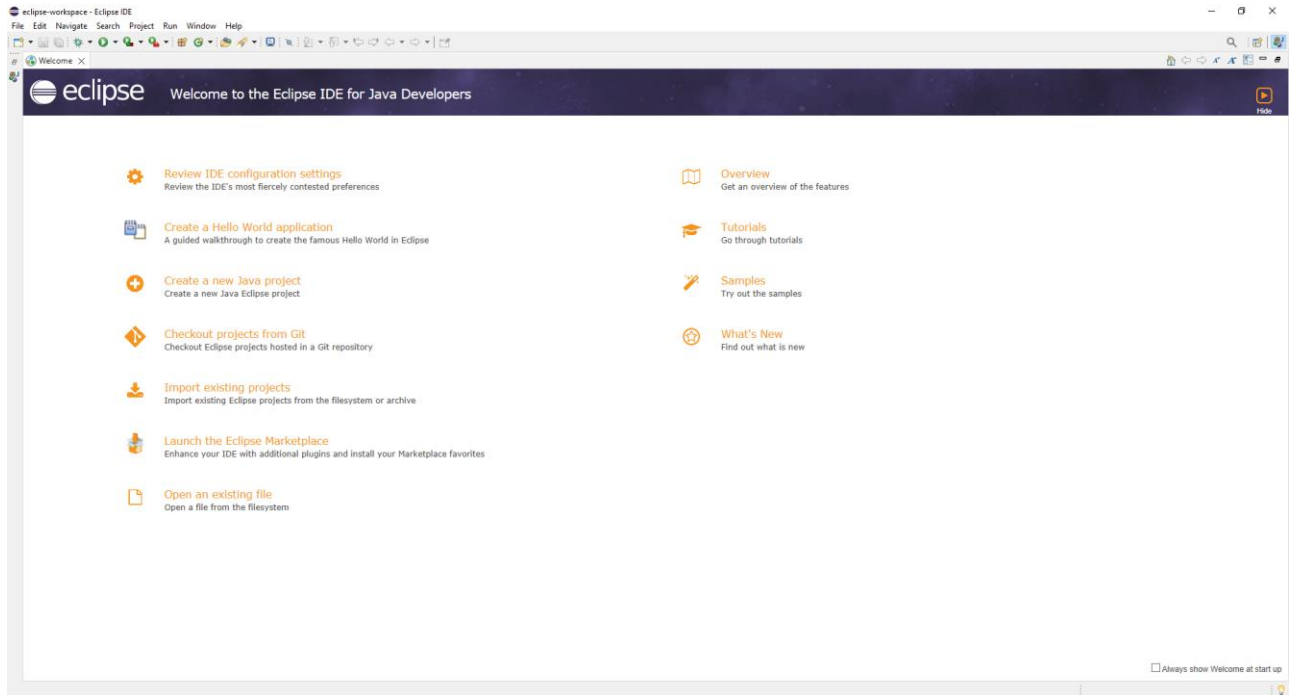 eclipse-workspace - Eclipse IDE
File Edit Navigate Search Project Run Window Help
Welcome
eclipse Welcome to the Eclipse IDE for Java Developers
Hide
Review IDE configuration settings
Review the IDE's most fiercely contested preferences
Create a Hello World application
A guided walkthrough to create the famous Hello World in Eclipse
Create a new Java project
Create a new Java Eclipse project
Checkout projects from Git
Checkout Eclipse projects hosted in a Git repository
Import existing projects
Import existing Eclipse projects from the filesystem or archive
Launch the Eclipse Marketplace
Enhance your IDE with additional plugins and install your Marketplace favorites
Open an existing file
Open a file from the filesystem
Overview
Get an overview of the features
Tutorials
Go through tutorials
Samples
Try out the samples
What's New
Find out what is new
Always show Welcome at start up